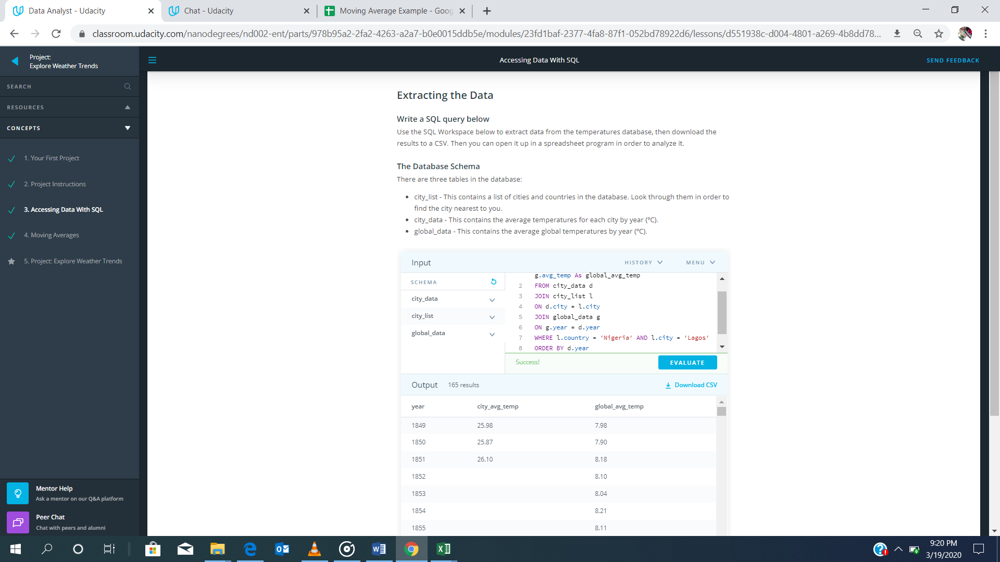 Data Analyst - Udacity
Chat - Udacity
Moving Average Example - Goog
classroom.udacity.com/nanodegrees/nd002-ent/parts/978b95a2-2fa2-4263-a2a7-b0e0015ddb5e/modules/23fd1baf-2377-4fa8-87f1-052bd78922d6/lessons/d551938c-d004-4801-a269-4b8dd78...
Project:
Explore Weather Trends
Accessing Data With SQL
SEND FEEDBACK
SEARCH
RESOURCES
CONCEPTS
1. Your First Project
2. Project Instructions
3. Accessing Data With SQL
4. Moving Averages
5. Project: Explore Weather Trends
Mentor Help
Ask a mentor on our Q&A platform
Peer Chat
Chat with peers and alumni
Extracting the Data
Write a SQL query below
Use the SQL Workspace below to extract data from the temperatures database, then download the
results to a CSV. Then you can open it up in a spreadsheet program in order to analyze it.
The Database Schema
There are three tables in the database:
• city_list - This contains a list of cities and countries in the database. Look through them in order to
find the city nearest to you.
• city_data - This contains the average temperatures for each city by year (ºC).
• global_data - This contains the average global temperatures by year (ºC).
Input
HISTORY
MENU
SCHEMA
city_data
city_list
global_data
g.avg_temp As global_avg_temp
2 FROM city_data d
3 JOIN city_list l
4 ON d.city = l.city
5 JOIN global_data g
6 ON g.year = d.year
7 WHERE l.country = 'Nigeria' AND l.city = 'Lagos'
8 ORDER BY d.year
Success!
EVALUATE
Output 165 results
Download CSV
year city_avg_temp global_avg_temp
1849 25.98 7.98
1850 25.87 7.90
1851 26.10 8.18
1852 8.10
1853 8.04
1854 8.21
1855 8.11
9:20 PM
3/19/2020